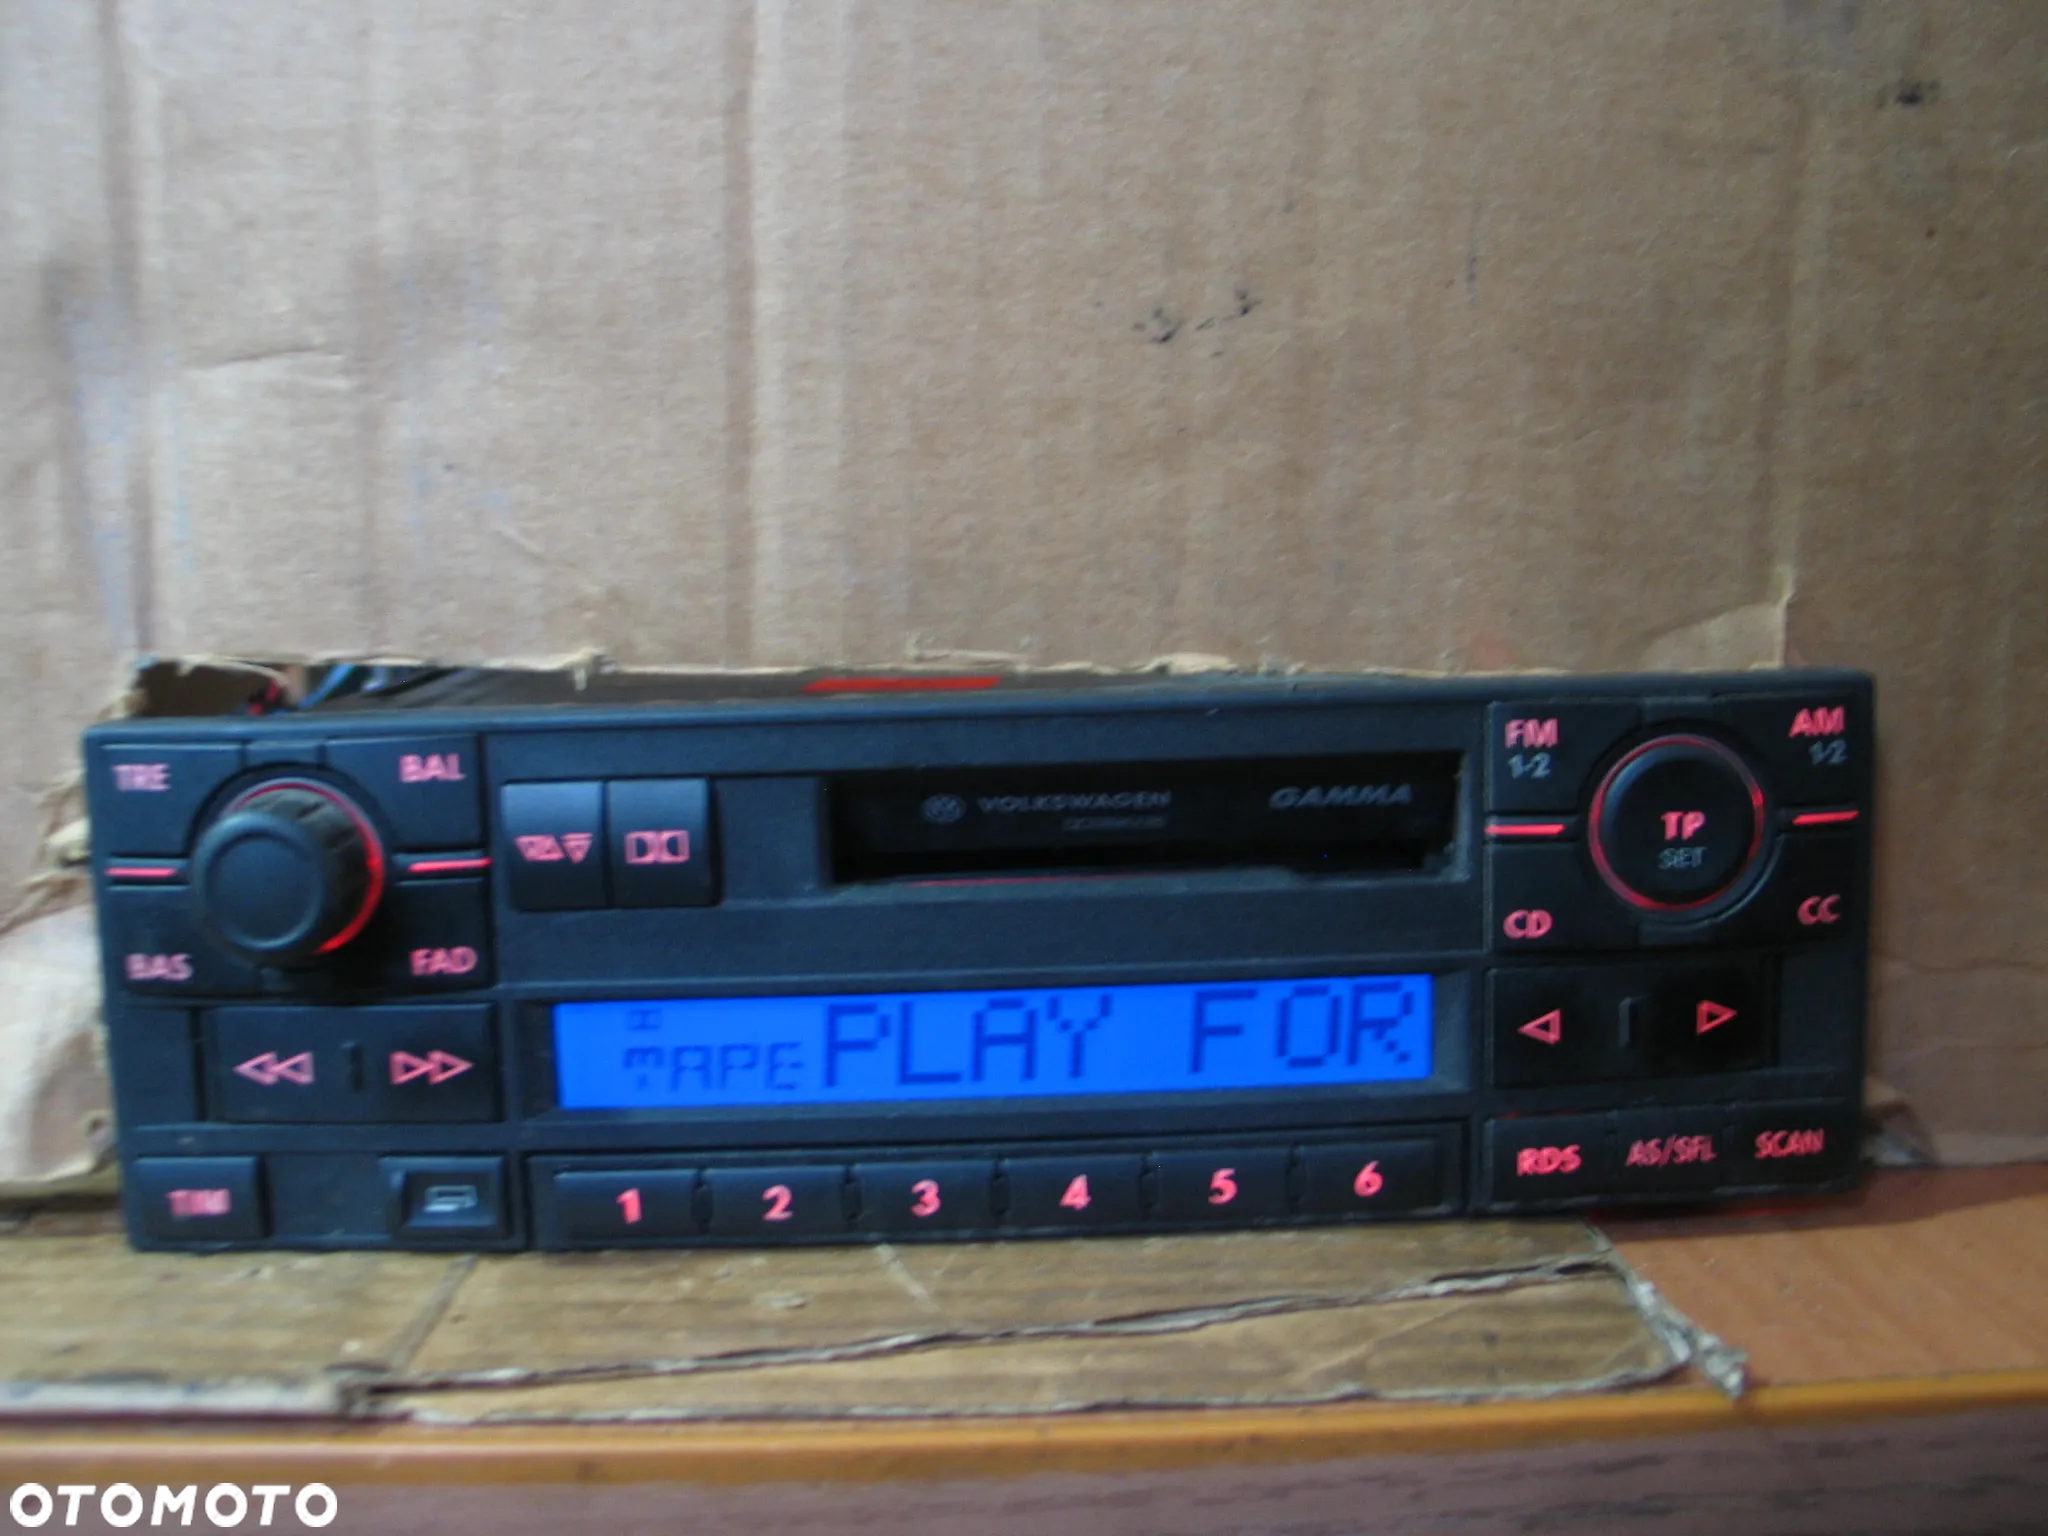 TRE
BAL
BAS
FAD
VOLKSWAGEN
GAMMA
FM
1-2
AM
1-2
TP
SET
CD
CC
TAPE PLAY FOR
TIM
1 2 3 4 5 6
RDS
AS/SEL
SCAN
OTOMOTO